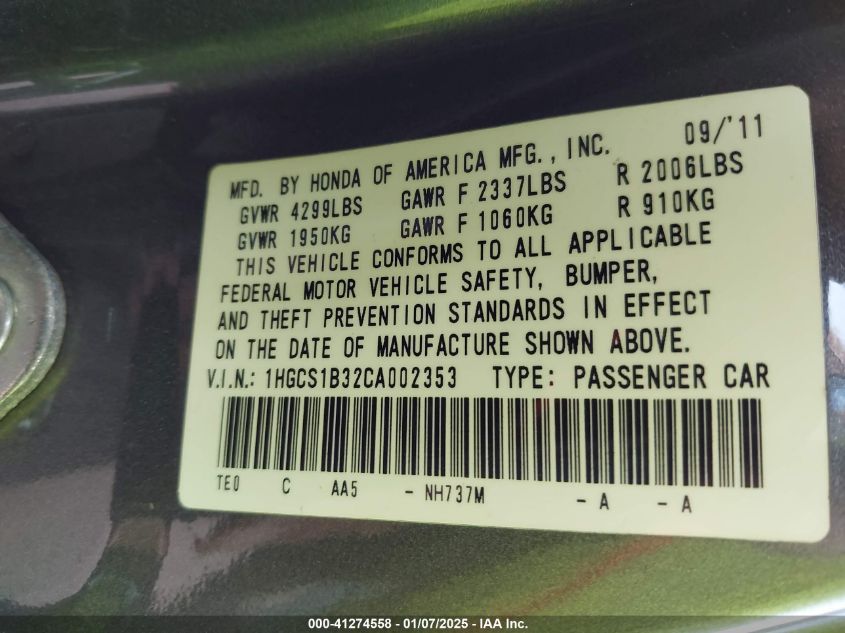 09/'11
MFD. BY HONDA OF AMERICA MFG., INC.
GVWR 4299LBS GAWR F 2337LBS R 2006LBS
GVWR 1950KG GAWR F 1060KG R 910KG
THIS VEHICLE CONFORMS TO ALL APPLICABLE
FEDERAL MOTOR VEHICLE SAFETY, BUMPER,
AND THEFT PREVENTION STANDARDS IN EFFECT
ON THE DATE OF MANUFACTURE SHOWN ABOVE.
V.I.N.: 1HGCS1B32CA002353 TYPE: PASSENGER CAR
TE0 C AA5 - NH737M - A - A
000-41274558 — 01/07/2025 - IAA Inc.